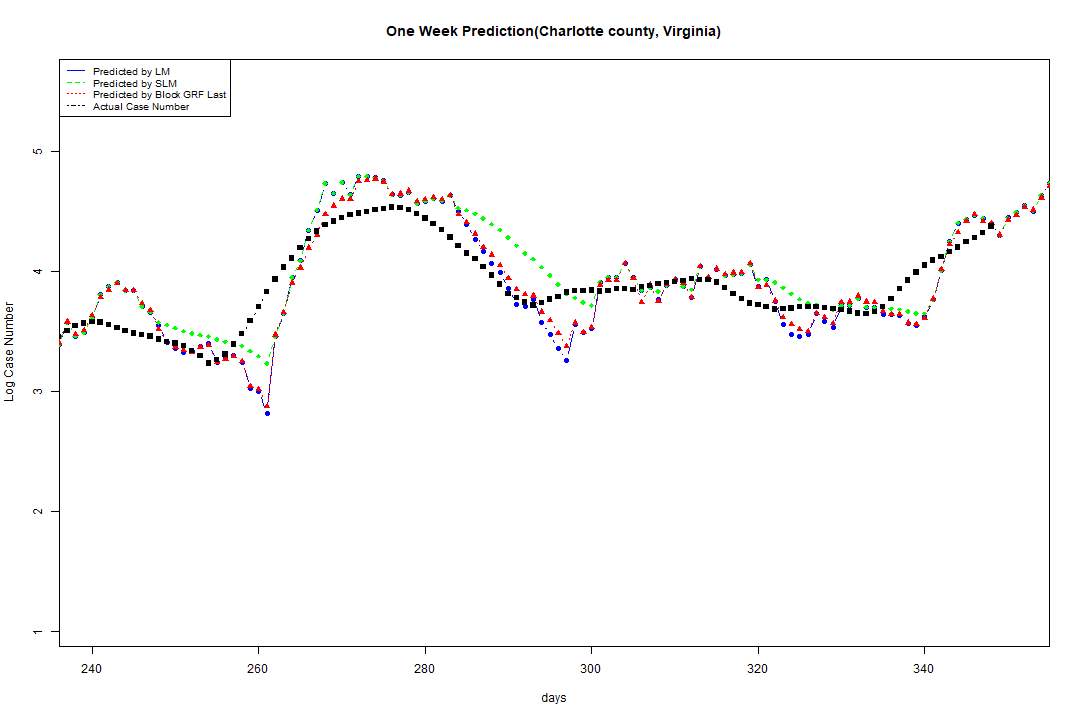 One Week Prediction(Charlotte county, Virginia)
Predicted by LM
Predicted by SLM
Predicted by Block GRF Last
Actual Case Number
5
4
3
2
1
Log Case Number
240 260 280 300 320 340
days